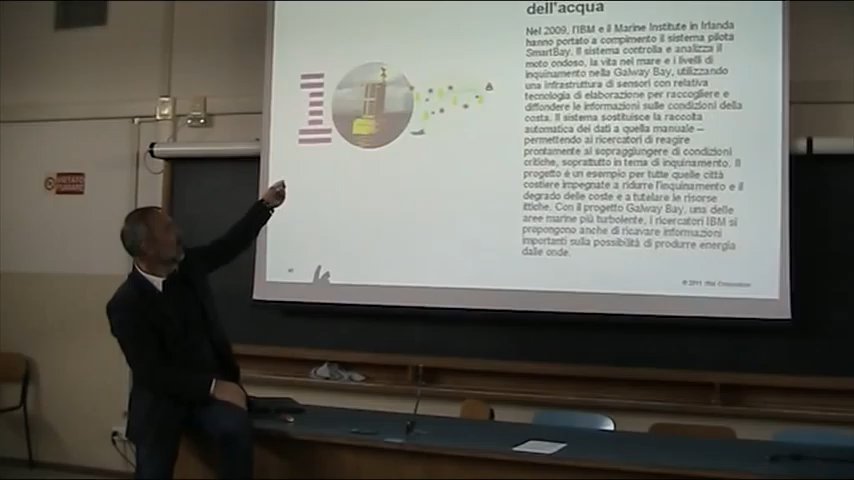 dell'acqua
Nel 2009, l'IBM e il Marine Institute in Irlanda
hanno portato a compimento il sistema pilota
SmartBay. Il sistema controlla e analizza il
moto ondoso, la vita nel mare e i livelli di
inquinamento nella Galway Bay, utilizzando
una infrastruttura di sensori con relativa
tecnologia di elaborazione per raccogliere e
diffondere le informazioni sulle condizioni della
costa. Il sistema sostituisce la raccolta
automatica dei dati a quella manuale –
permettendo ai ricercatori di reagire
prontamente al sopraggiungere di condizioni
critiche, soprattutto in tema di inquinamento. Il
progetto è un esempio per tutte quelle città
costiere impegnate a ridurre l'inquinamento e il
degrado delle coste e a tutelare le risorse
ittiche. Con il progetto Galway Bay, una delle
aree marine più turbolente, i ricercatori IBM si
propongono anche di ricavare informazioni
importanti sulla possibilità di produrre energia
dalle onde.
© 2011 IBM Corporation
VIETATO
FUMARE